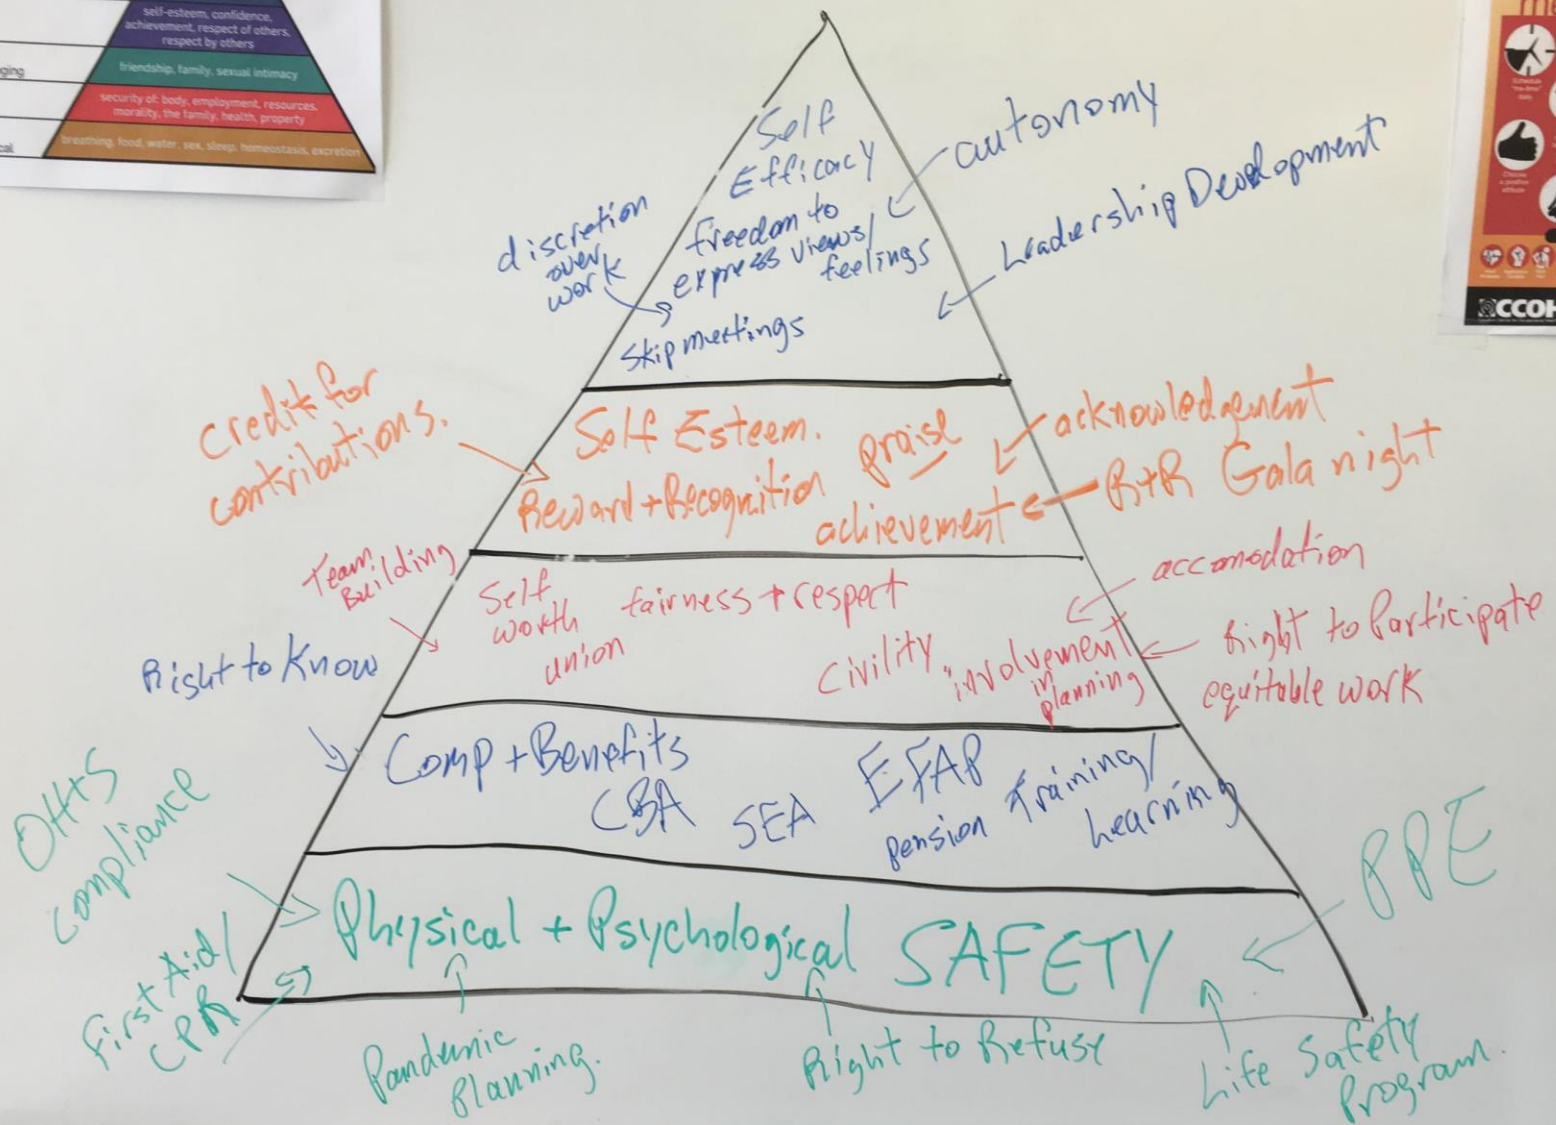 self-esteem, confidence,
achievement, respect of others,
respect by others
friendship, family, sexual intimacy
security of: body, employment, resources,
morality, the family, health, property
breathing, food, water, sex, sleep, homeostasis, excretion
Self
Efficacy
autonomy
freedom to
express views/
feelings
discretion
over
work
Leadership Development
Skip meetings
Credit for
contributions.
Self Esteem.
praise
acknowledgement
Reward + Recognition
achievement
R+R Gala night
Team
Building
Self
worth
union
fairness + respect
accomodation
Civility
involvement
in
planning
Right to Participate
equitable work
Right to Know
Comp + Benefits
CBA
SEA
EFAP
pension
Training/
Learning
OH+S
Compliance
Physical + Psychological SAFETY
PPE
First Aid/
CPR
Pandemic
Planning.
Right to Refuse
Life Safety
Program.
CCOH